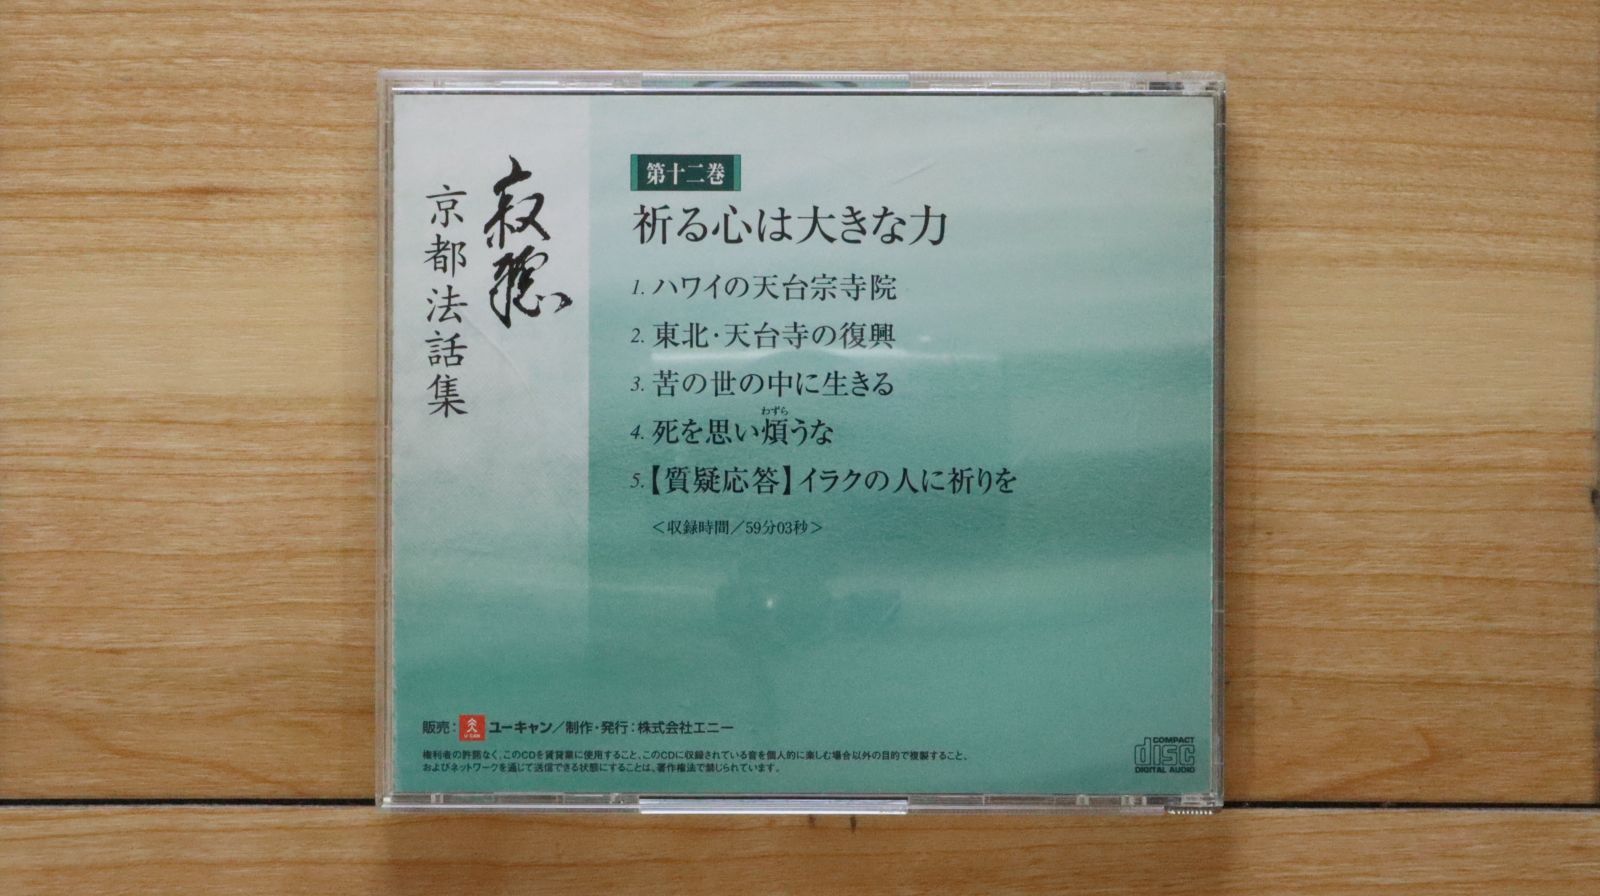 寂聴
京都法話集
第十二巻
祈る心は大きな力
1. ハワイの天台宗寺院
2. 東北・天台寺の復興
3. 苦の世の中に生きる
わずら
4. 死を思い煩うな
5.【質疑応答】イラクの人に祈りを
＜収録時間／59分03秒＞
販売： U-CAN ユーキャン／制作・発行：株式会社エニー
権利者の許諾なく、このCDを賃貸業に使用すること、このCDに収録されている音を個人的に楽しむ場合以外の目的で複製すること、
およびネットワークを通じて送信できる状態にすることは、著作権法で禁じられています。
COMPACT
disc
DIGITAL AUDIO